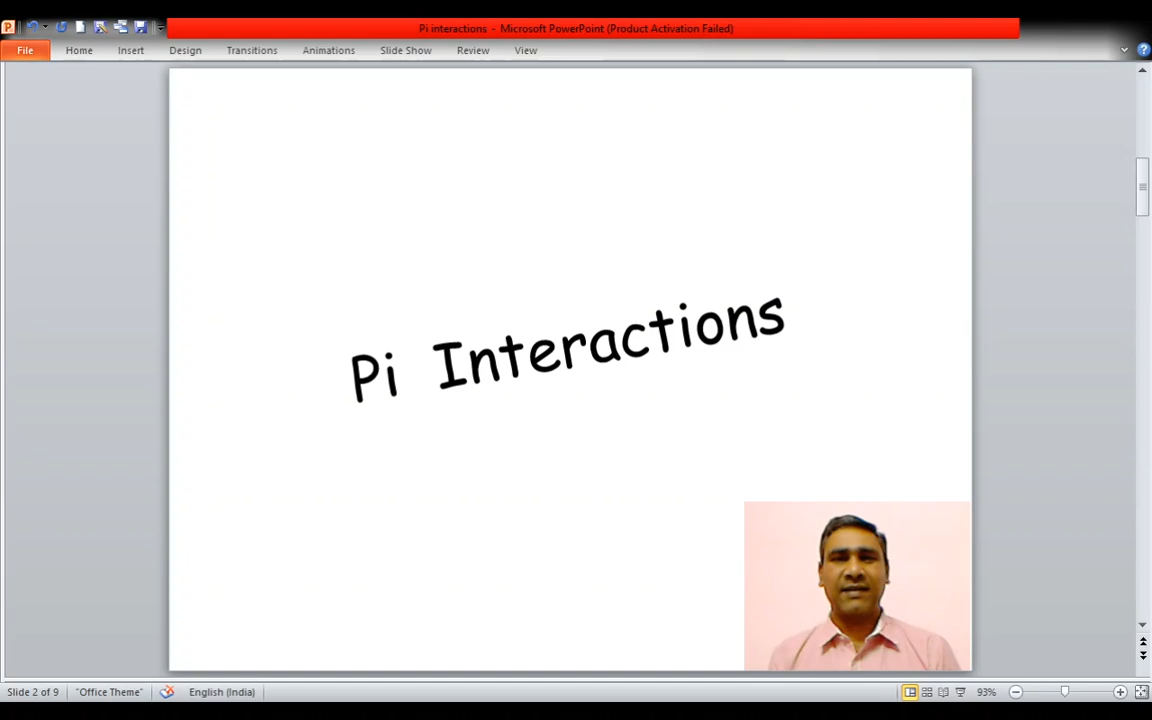 Pi interactions - Microsoft PowerPoint (Product Activation Failed)
File Home Insert Design Transitions Animations Slide Show Review View
Pi Interactions
Slide 2 of 9 "Office Theme" English (India) 93%